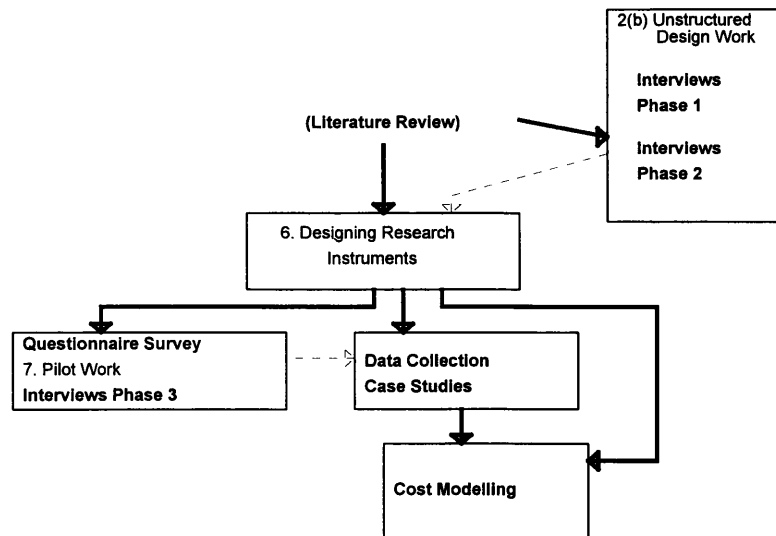 2(b) Unstructured
Design Work
Interviews
Phase 1
Interviews
Phase 2
(Literature Review)
6. Designing Research
Instruments
Questionnaire Survey
7. Pilot Work
Interviews Phase 3
Data Collection
Case Studies
Cost Modelling